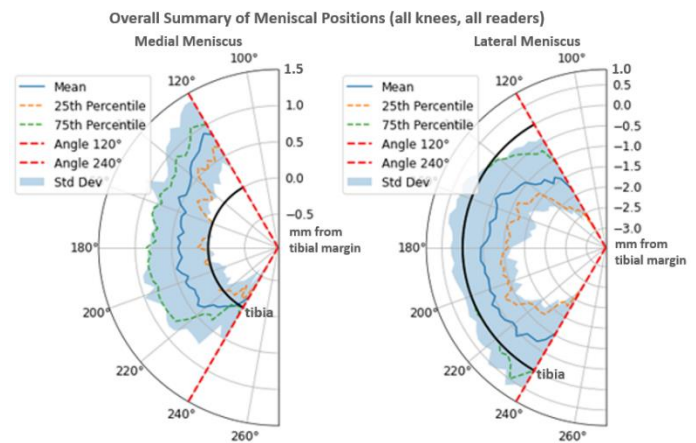 Overall Summary of Meniscal Positions (all knees, all readers)
Medial Meniscus
100°
120°
1.5
1.0
0.5
0.0
−0.5
mm from
tibial margin
Mean
25th Percentile
75th Percentile
Angle 120°
Angle 240°
Std Dev
180°
200°
220°
240°
260°
tibia
Lateral Meniscus
100°
120°
1.0
0.5
0.0
−0.5
−1.0
−1.5
−2.0
−2.5
−3.0
mm from
tibial margin
Mean
25th Percentile
75th Percentile
Angle 120°
Angle 240°
Std Dev
180°
200°
220°
240°
260°
tibia